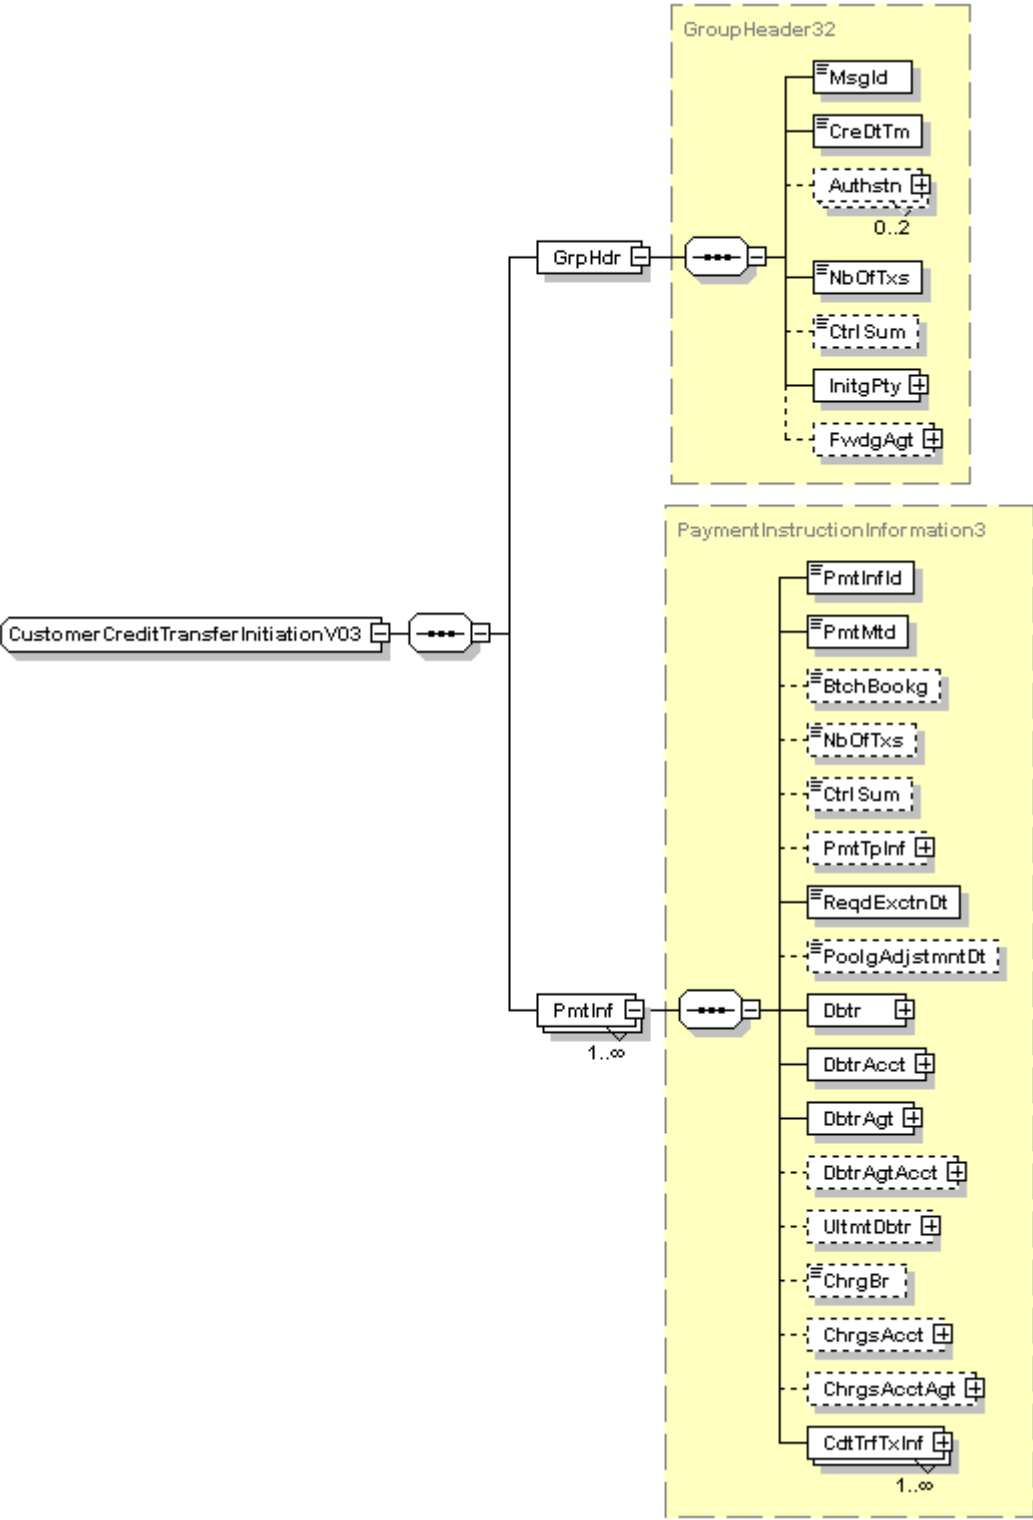 GroupHeader32
MsgId
CreDtTm
Authstn
0..2
GrpHdr
NbOfTxs
CtrlSum
InitgPty
FwdgAgt
PaymentInstructionInformation3
PmtInfId
CustomerCreditTransferInitiationV03
PmtMtd
BtchBookg
NbOfTxs
CtrlSum
PmtTpInf
ReqdExctnDt
PoolgAdjstmntDt
PmtInf
1..∞
Dbtr
DbtrAcct
DbtrAgt
DbtrAgtAcct
UltmtDbtr
ChrgBr
ChrgsAcct
ChrgsAcctAgt
CdtTrfTxInf
1..∞